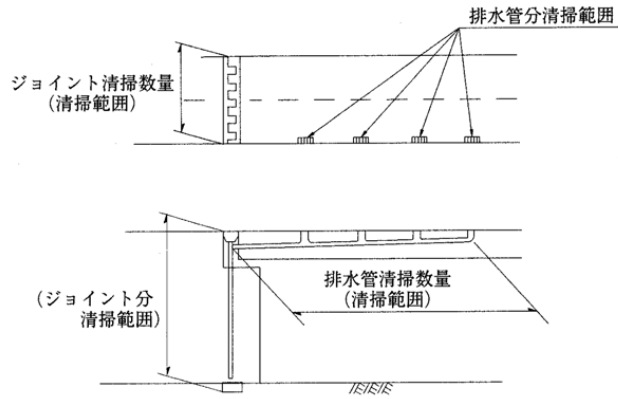 排水管分清掃範囲
ジョイント清掃数量
(清掃範囲)
排水管清掃数量
(清掃範囲)
(ジョイント分
清掃範囲)